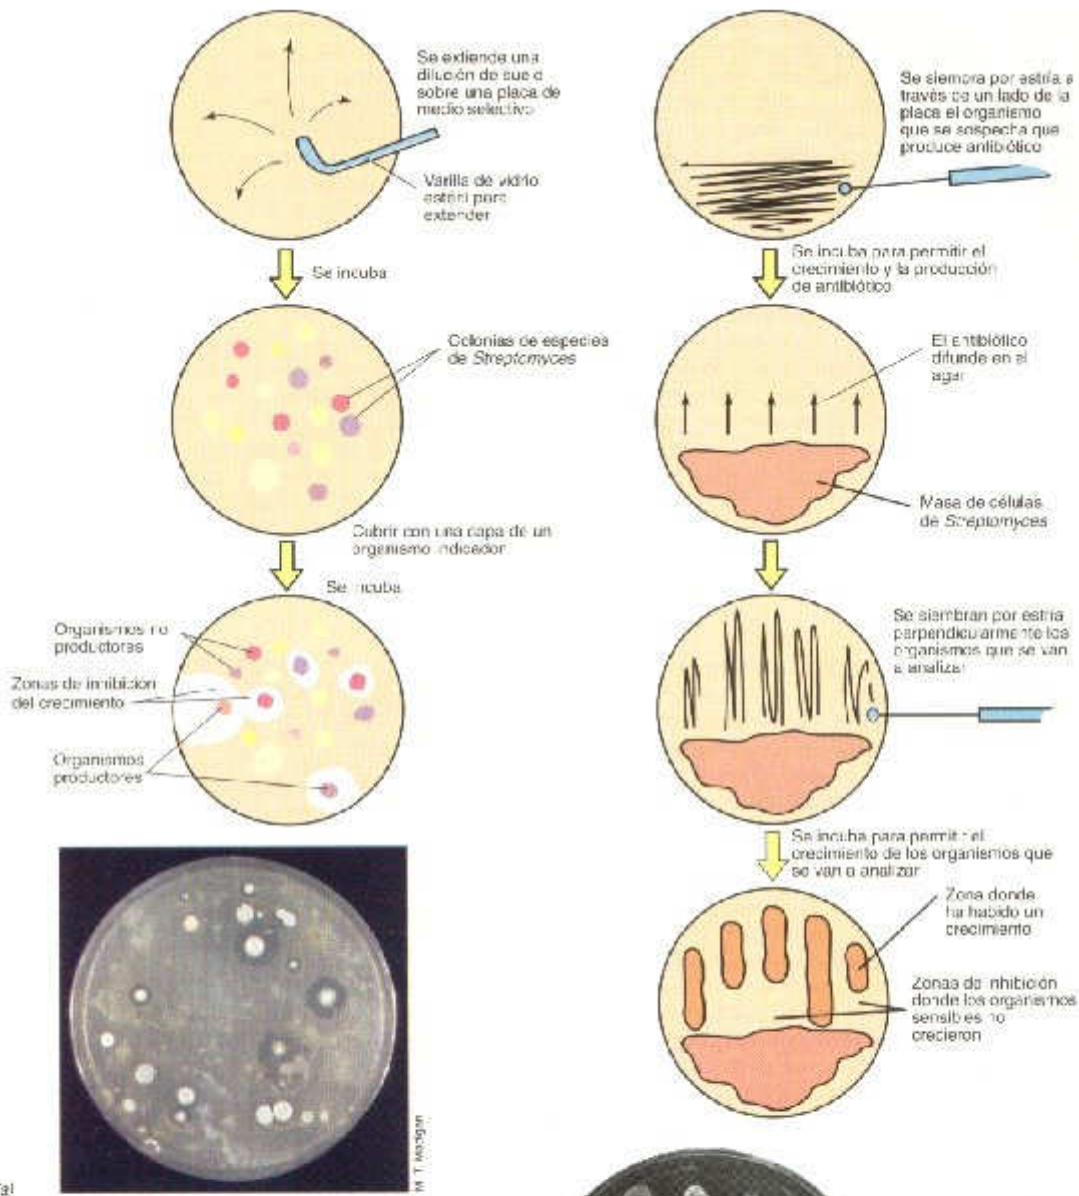 Se extiende una
dilución de suelo
sobre una placa de
medio selectivo
Varilla de vidrio
estéril para
extender
Se incuba
Colonias de especies
de Streptomyces
Cubrir con una capa de un
organismo indicador
Se incuba
Organismos no
productores
Zonas de inhibición
del crecimiento
Organismos
productores
M. T. Madigan
(a)
Se siembra por estría a
través de un lado de la
placa el organismo
que se sospecha que
produce antibiótico
Se incuba para permitir el
crecimiento y la producción
de antibiótico
El antibiótico
difunde en el
agar
Masa de células
de Streptomyces
Se siembran por estría
perpendicularmente los
organismos que se van
a analizar
Se incuba para permitir el
crecimiento de los organismos que
se van a analizar
Zona donde
ha habido un
crecimiento
Zonas de inhibición
donde los organismos
sensibles no
crecieron